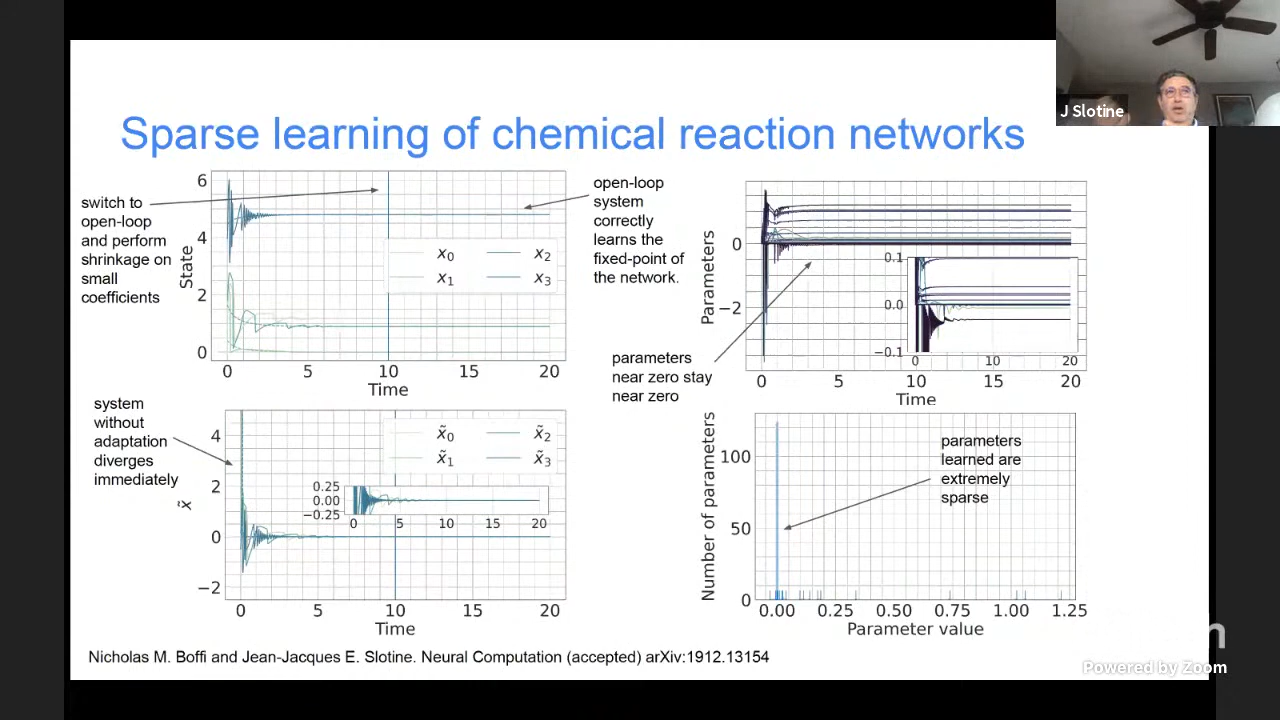 J Slotine
Sparse learning of chemical reaction networks
switch to
open-loop
and perform
shrinkage on
small
coefficients
State
6
4
2
0
x₀ x₂
x₁ x₃
0 5 10 15 20
Time
open-loop
system
correctly
learns the
fixed-point of
the network.
Parameters
0
−2
0.1
0.0
−0.1
0 10 20
0 5 10 15 20
Time
parameters
near zero stay
near zero
system
without
adaptation
diverges
immediately
x̃
4
2
0
−2
x̃₀ x̃₂
x̃₁ x̃₃
0.25
0.00
−0.25
0 5 10 15 20
0 5 10 15 20
Time
Number of parameters
100
50
0
parameters
learned are
extremely
sparse
0.00 0.25 0.50 0.75 1.00 1.25
Parameter value
Nicholas M. Boffi and Jean-Jacques E. Slotine. Neural Computation (accepted) arXiv:1912.13154
Powered by Zoom